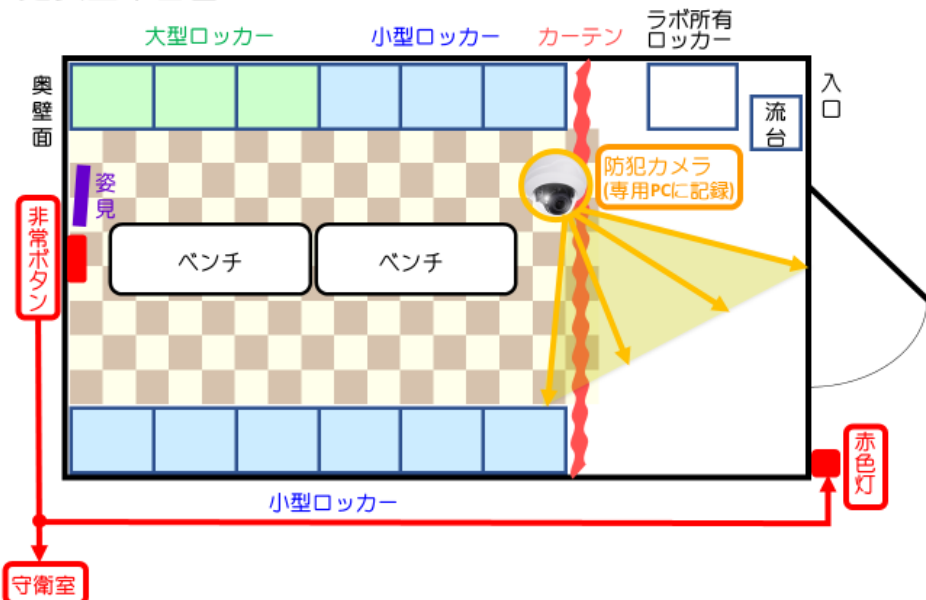 大型ロッカー
小型ロッカー
カーテン
ラボ所有
ロッカー
奥壁面
入口
流台
姿見
防犯カメラ
(専用PCに記録)
非常ボタン
ベンチ
ベンチ
赤色灯
小型ロッカー
守衛室